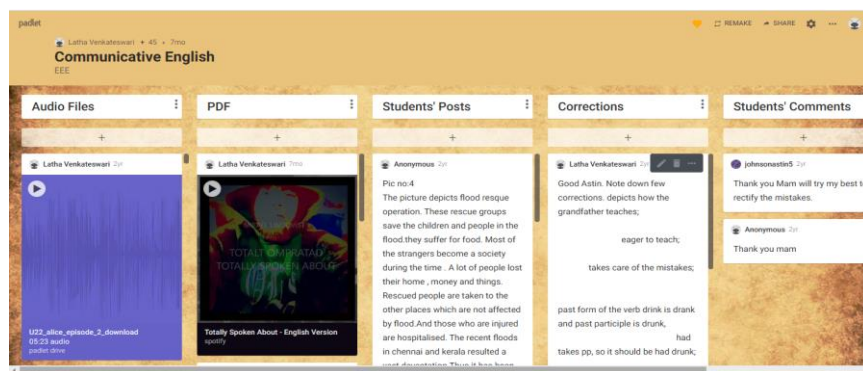 padlet
REMAKE
SHARE
Latha Venkateswari + 45 • 7mo
Communicative English
EEE
Audio Files
+
Latha Venkateswari 2yr
U22_alice_episode_2_download
05:23 audio
padlet drive
PDF
+
Latha Venkateswari 7mo
TOTALT OMPRATAD
TOTALLY SPOKEN ABOUT
Totally Spoken About - English Version
spotify
Students' Posts
+
Anonymous 2yr
Pic no:4
The picture depicts flood resque
operation. These rescue groups
save the children and people in the
flood.they suffer for food. Most of
the strangers become a society
during the time . A lot of people lost
their home , money and things.
Rescued people are taken to the
other places which are not affected
by flood.And those who are injured
are hospitalised. The recent floods
in chennai and kerala resulted a
vast devastation.Thus it has been
Corrections
+
Latha Venkateswari 2yr
Good Astin. Note down few
corrections. depicts how the
grandfather teaches;
eager to teach;
takes care of the mistakes;
past form of the verb drink is drank
and past participle is drunk,
had
takes pp, so it should be had drunk;
Students' Comments
+
johnsonastin5 2yr
Thank you Mam will try my best t
rectify the mistakes.
Anonymous 2yr
Thank you mam